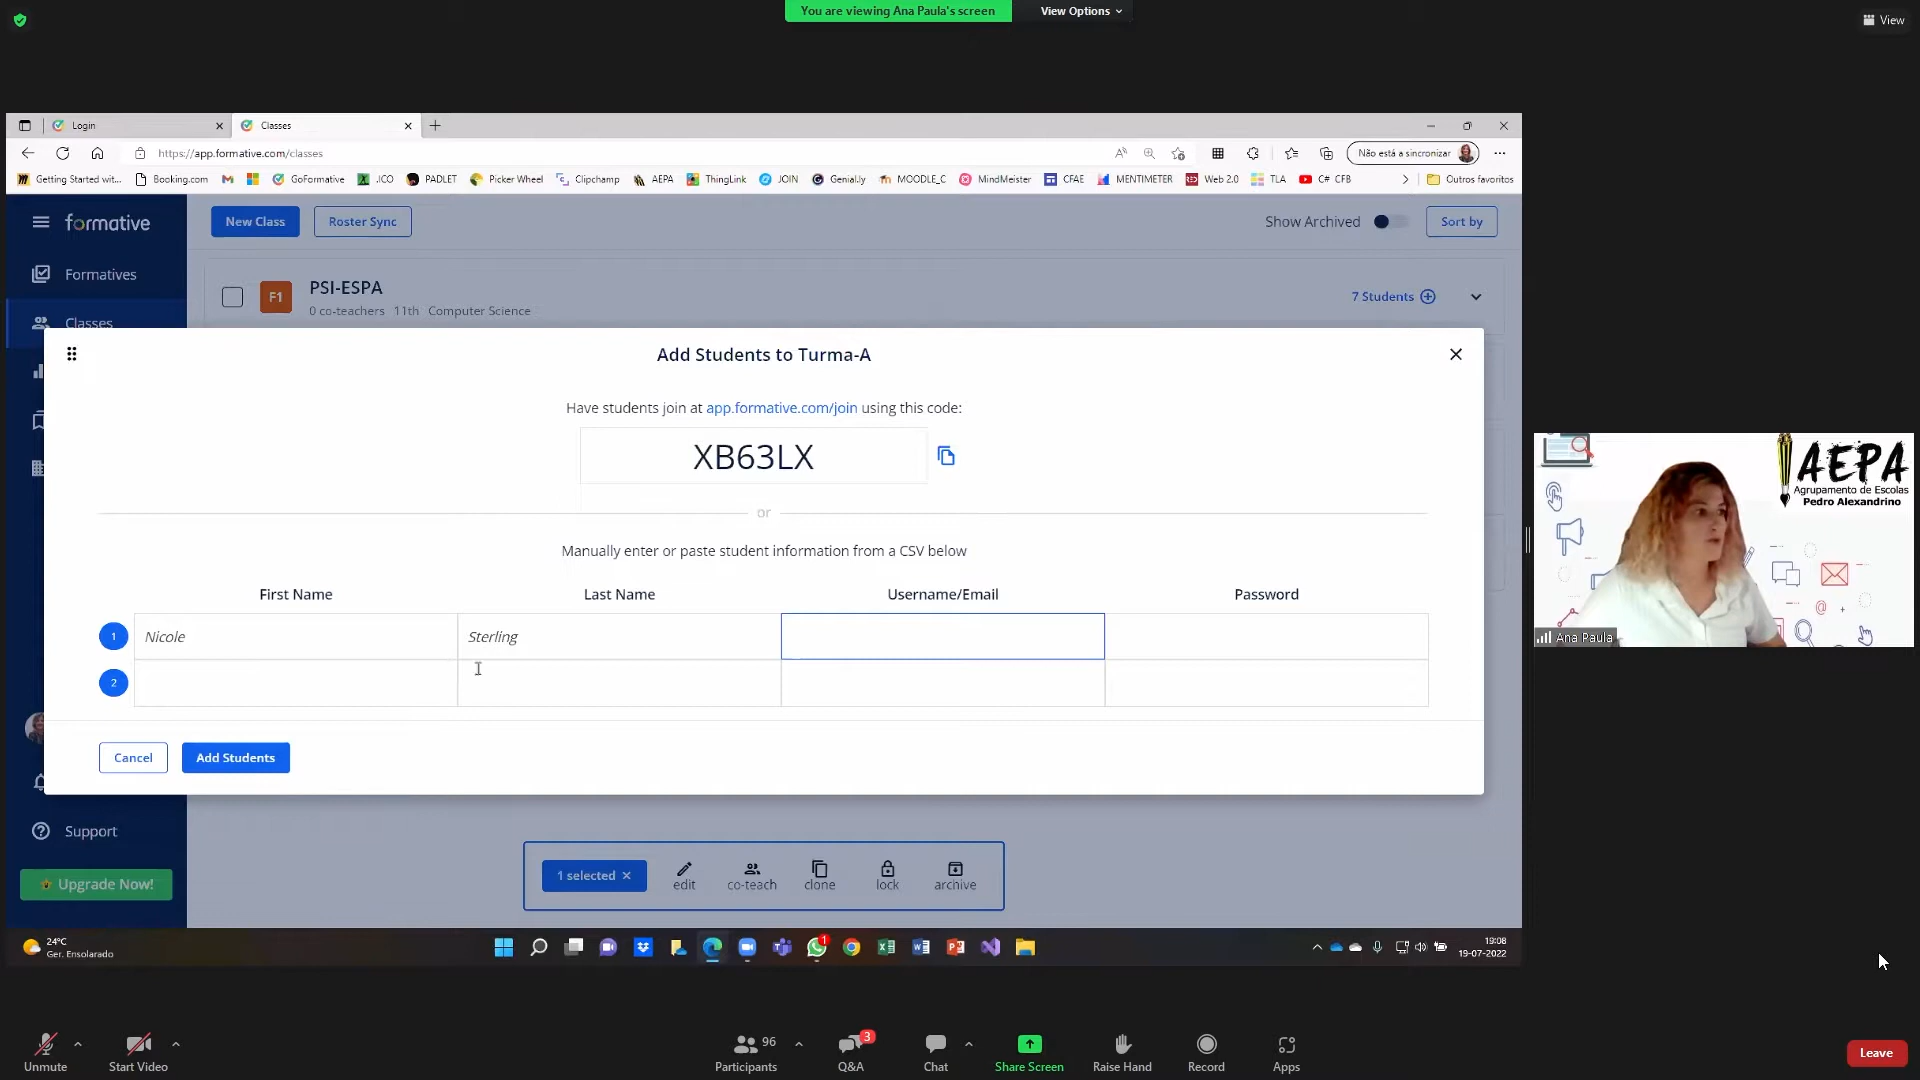 You are viewing Ana Paula's screen
View Options
View
Login
Classes
https://app.formative.com/classes
Não está a sincronizar
Getting Started wit...
Booking.com
GoFormative
.ICO
PADLET
Picker Wheel
Clipchamp
AEPA
ThingLink
JOIN
Genial.ly
MOODLE_C
MindMeister
CFAE
MENTIMETER
Web 2.0
TLA
C# CFB
Outros favoritos
formative
New Class
Roster Sync
Show Archived
Sort by
Formatives
F1
PSI-ESPA
0 co-teachers 11th Computer Science
7 Students
Classes
Add Students to Turma-A
Have students join at app.formative.com/join using this code:
XB63LX
or
Manually enter or paste student information from a CSV below
First Name
Last Name
Username/Email
Password
1
Nicole
Sterling
2
Cancel
Add Students
Support
Upgrade Now!
1 selected
edit
co-teach
clone
lock
archive
24°C
Ger. Ensolarado
1
19:08
19-07-2022
AEPA
Agrupamento de Escolas
Pedro Alexandrino
Ana Paula
Unmute
Start Video
96
Participants
3
Q&A
Chat
Share Screen
Raise Hand
Record
Apps
Leave